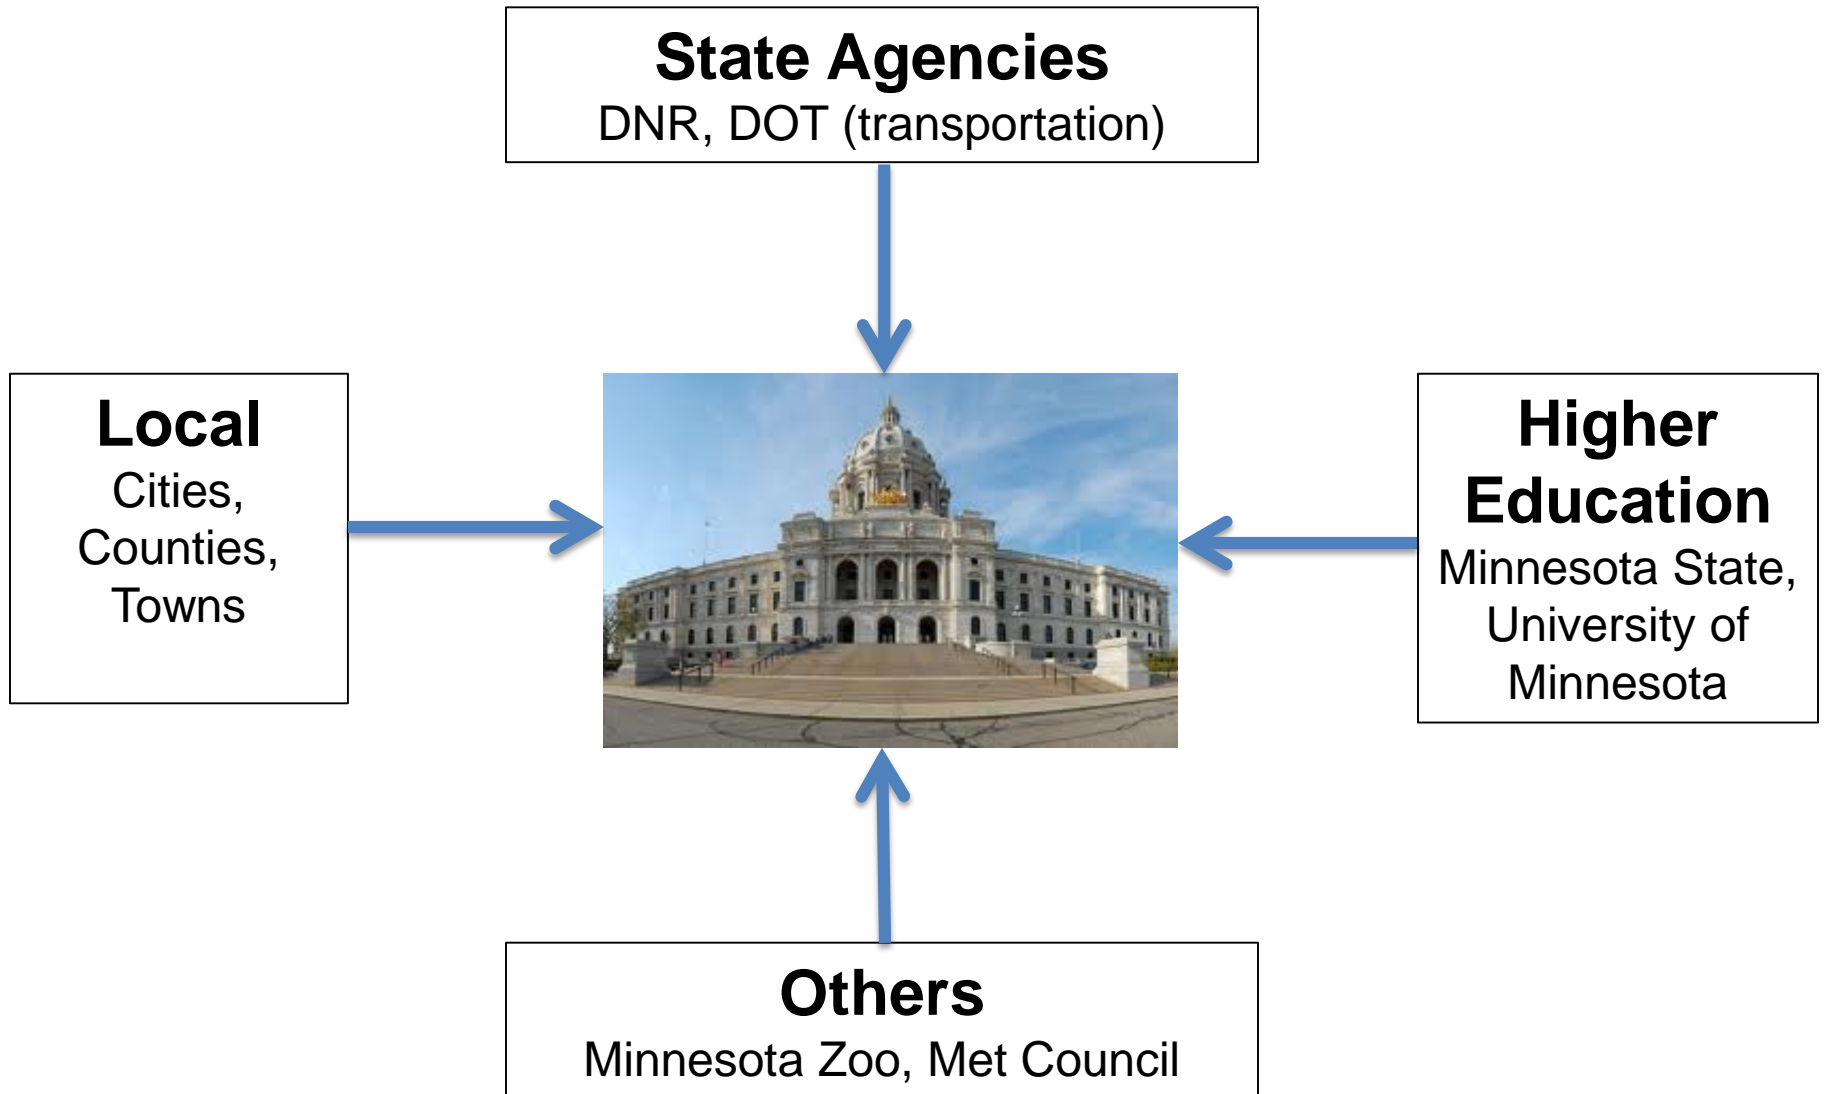 State Agencies
DNR, DOT (transportation)
Local
Cities,
Counties,
Towns
Higher
Education
Minnesota State,
University of
Minnesota
Others
Minnesota Zoo, Met Council